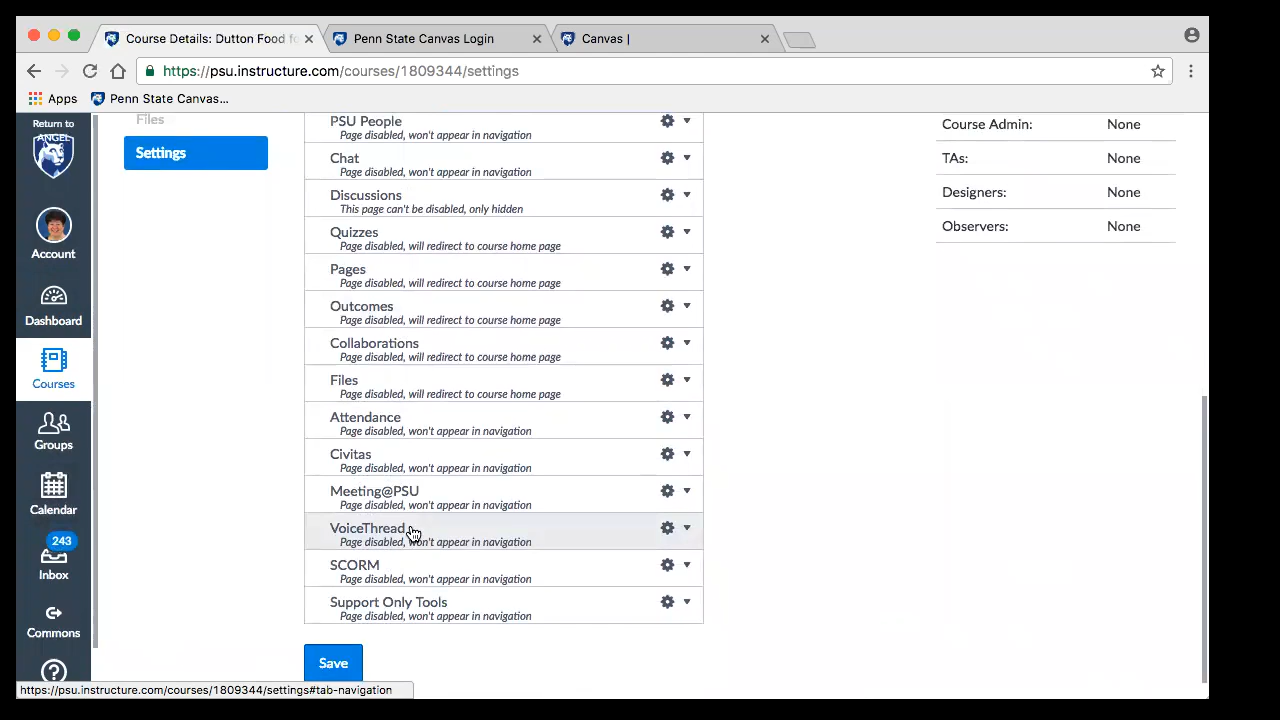 Course Details: Dutton Food fo
Penn State Canvas Login
Canvas |
https://psu.instructure.com/courses/1809344/settings
Apps
Penn State Canvas...
Return to
ANGEL
Account
Dashboard
Courses
Groups
Calendar
243
Inbox
Commons
Files
Settings
PSU People
Page disabled, won't appear in navigation
Chat
Page disabled, won't appear in navigation
Discussions
This page can't be disabled, only hidden
Quizzes
Page disabled, will redirect to course home page
Pages
Page disabled, will redirect to course home page
Outcomes
Page disabled, will redirect to course home page
Collaborations
Page disabled, will redirect to course home page
Files
Page disabled, will redirect to course home page
Attendance
Page disabled, won't appear in navigation
Civitas
Page disabled, won't appear in navigation
Meeting@PSU
Page disabled, won't appear in navigation
VoiceThread
Page disabled, won't appear in navigation
SCORM
Page disabled, won't appear in navigation
Support Only Tools
Page disabled, won't appear in navigation
Save
Course Admin: None
TAs: None
Designers: None
Observers: None
https://psu.instructure.com/courses/1809344/settings#tab-navigation